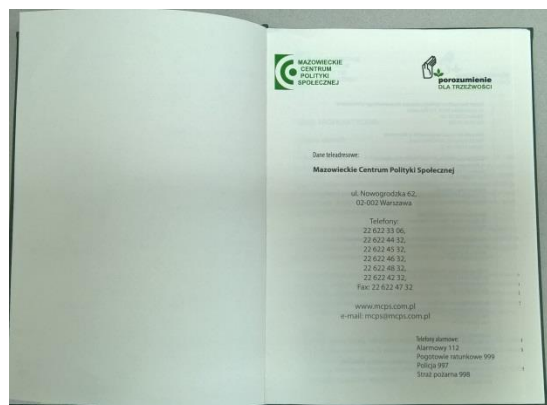 MAZOWIECKIE
CENTRUM
POLITYKI
SPOŁECZNEJ
porozumienie
DLA TRZEŹWOŚCI
Dane teleadresowe:
Mazowieckie Centrum Polityki Społecznej
ul. Nowogrodzka 62,
02-002 Warszawa
Telefony:
22 622 33 06,
22 622 44 32,
22 622 45 32,
22 622 46 32,
22 622 48 32,
22 622 42 32,
Fax: 22 622 47 32
www.mcps.com.pl
e-mail: mcps@mcps.com.pl
Telefony alarmowe:
Alarmowy 112
Pogotowie ratunkowe 999
Policja 997
Straż pożarna 998